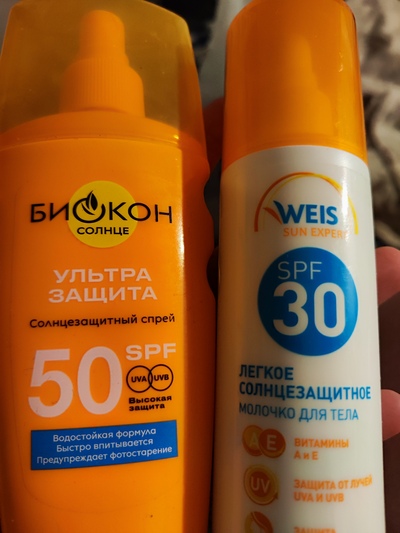 БИОКОН
СОЛНЦЕ
УЛЬТРА
ЗАЩИТА
Солнцезащитный спрей
50 SPF
UVA UVB
Высокая
защита
Водостойкая формула
Быстро впитывается
Предупреждает фотостарение
WEIS
SUN EXPERT
SPF
30
ЛЕГКОЕ
СОЛНЦЕЗАЩИТНОЕ
МОЛОЧКО ДЛЯ ТЕЛА
A E
ВИТАМИНЫ
А и Е
UV
ЗАЩИТА ОТ ЛУЧЕЙ
UVA И UVB
ЗАЩИТА